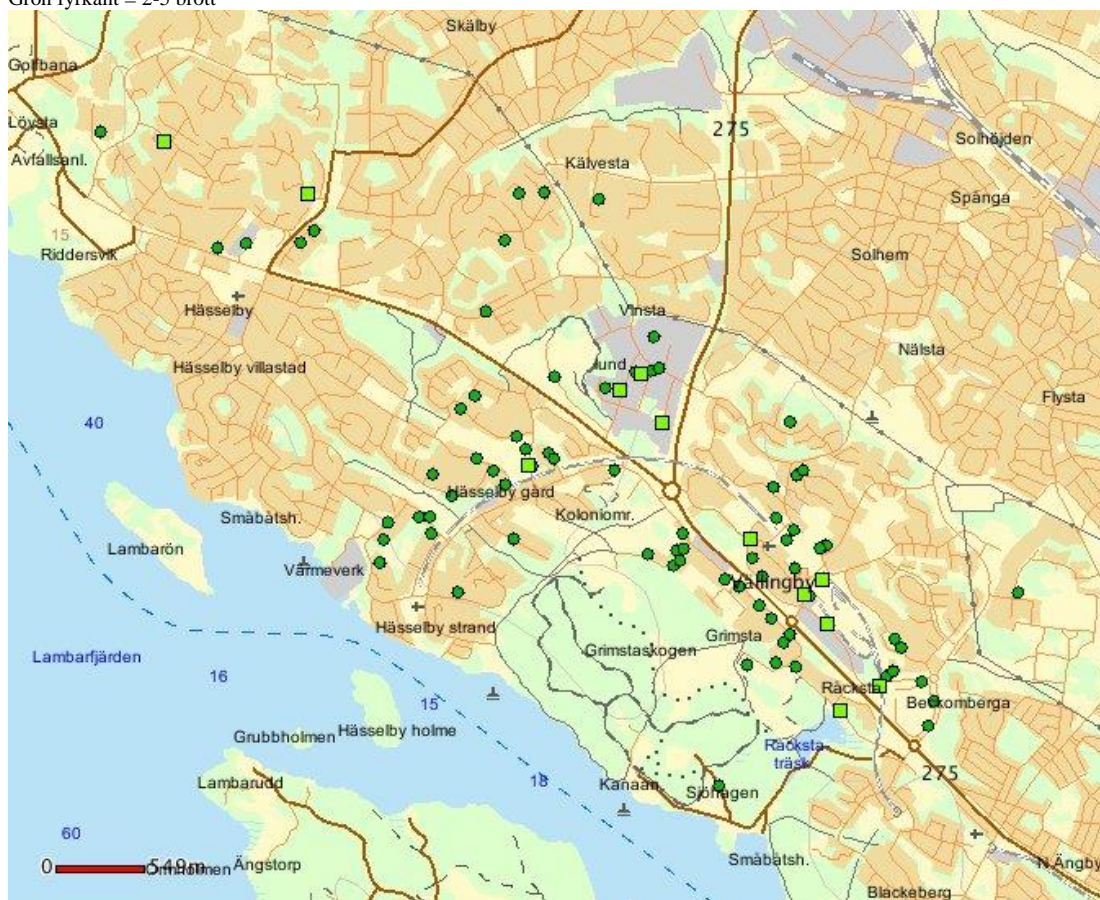 Grön fyrkant = 2-5 brott
Skälby
Golfbana
Lövsta
Avfallsanl.
275
Solhöjden
Kälvesta
Spånga
15
Riddersvik
Solhem
Hässelby
Vinsta
Nälsta
lund
Hässelby villastad
Flysta
40
Hässelby gård
Småbåtsh.
Koloniomr.
Lambarön
Värmeverk
Vällingby
Hässelby strand
Grimsta
Grimstaskogen
Lambarfjärden
16
Råcksta
15
Beckomberga
Hässelby holme
Grubbholmen
Råcksta
träsk
275
Lambarudd
18
Kanaan
Sjöhagen
60
0 549m
Ängstorp
Småbåtsh.
N Ängby
Blackeberg